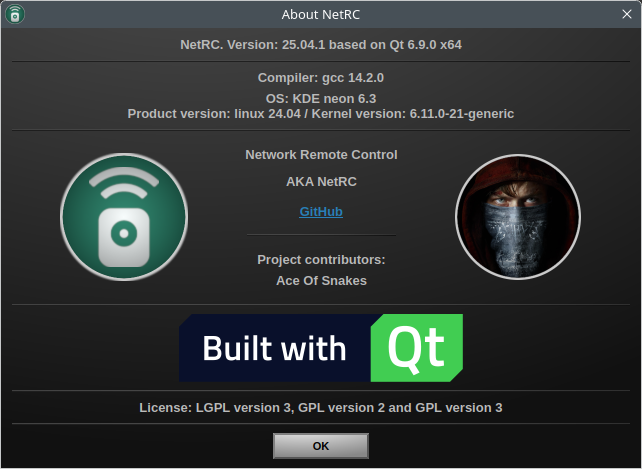 About NetRC
NetRC. Version: 25.04.1 based on Qt 6.9.0 x64
Compiler: gcc 14.2.0
OS: KDE neon 6.3
Product version: linux 24.04 / Kernel version: 6.11.0-21-generic
Network Remote Control
AKA NetRC
GitHub
Project contributors:
Ace Of Snakes
Built with Qt
License: LGPL version 3, GPL version 2 and GPL version 3
OK